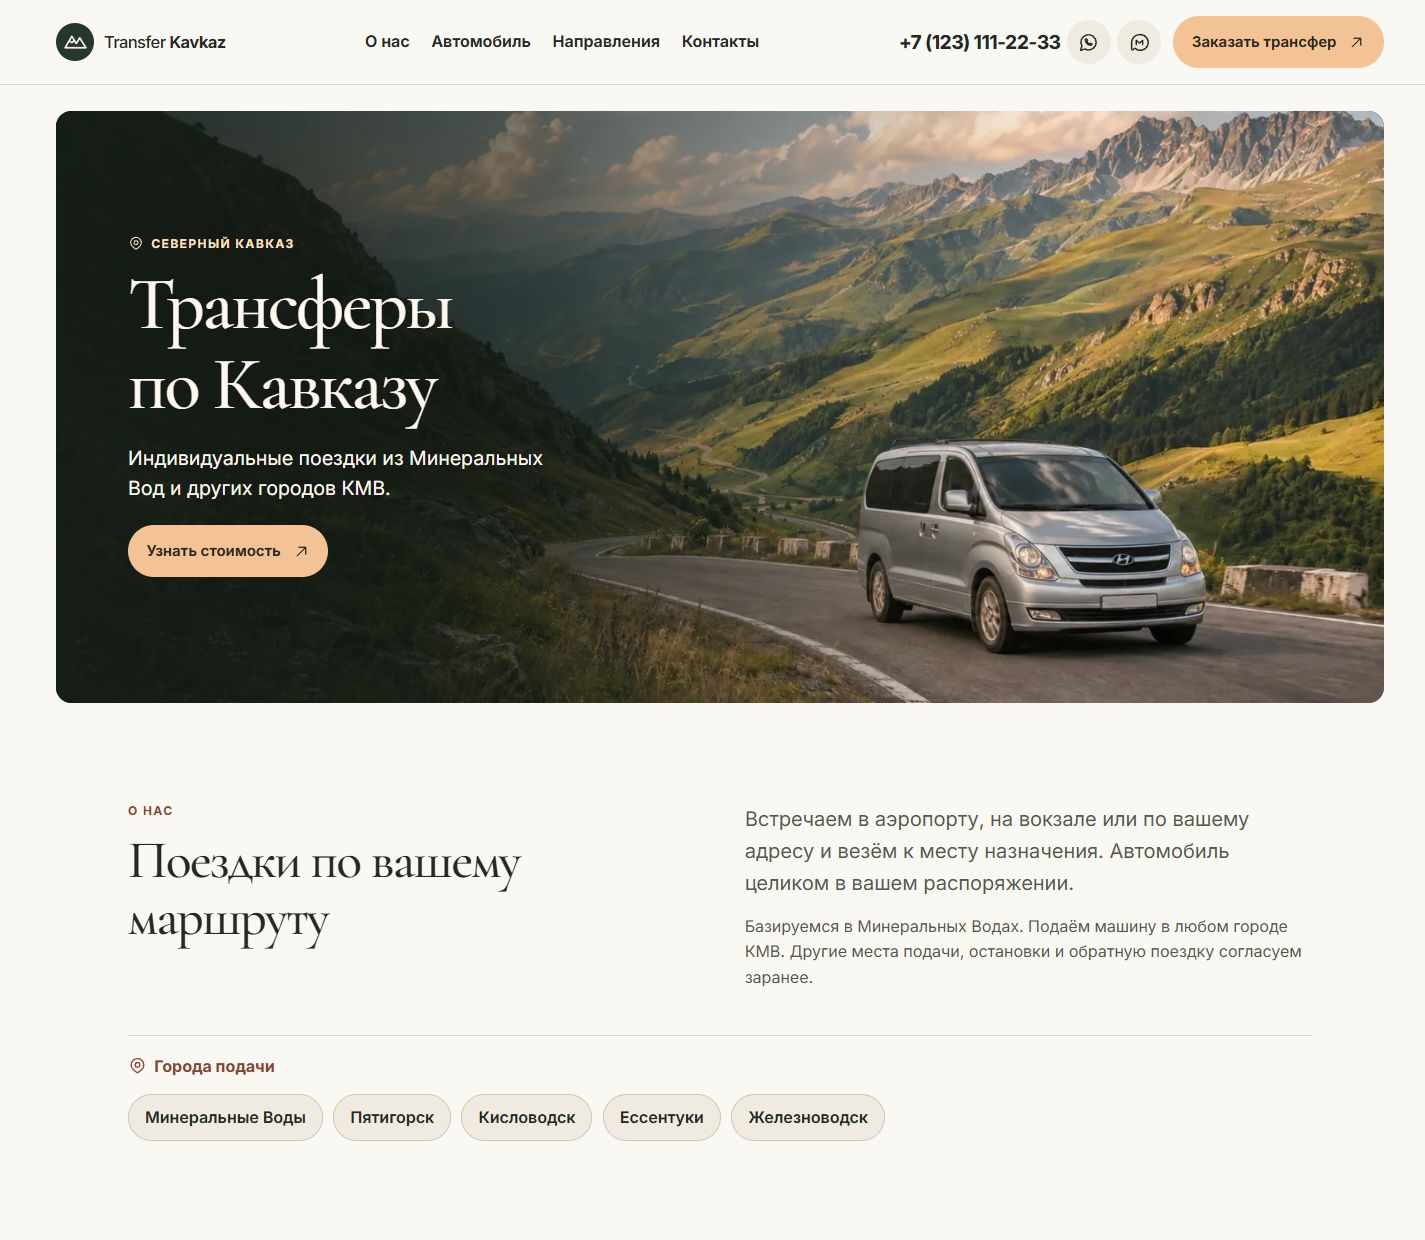 Transfer Kavkaz
О нас Автомобиль Направления Контакты
+7 (123) 111-22-33
Заказать трансфер
СЕВЕРНЫЙ КАВКАЗ
Трансферы
по Кавказу
Индивидуальные поездки из Минеральных
Вод и других городов КМВ.
Узнать стоимость
О НАС
Поездки по вашему
маршруту
Встречаем в аэропорту, на вокзале или по вашему
адресу и везём к месту назначения. Автомобиль
целиком в вашем распоряжении.
Базируемся в Минеральных Водах. Подаём машину в любом городе
КМВ. Другие места подачи, остановки и обратную поездку согласуем
заранее.
Города подачи
Минеральные Воды Пятигорск Кисловодск Ессентуки Железноводск